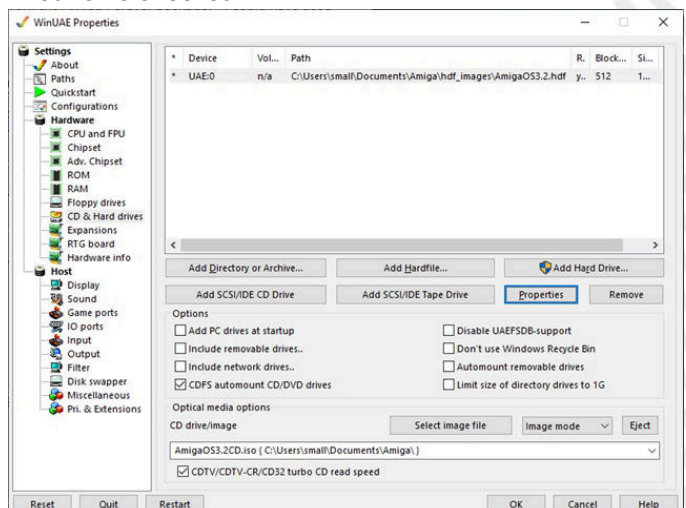 WinUAE Properties
Settings
About
Paths
Quickstart
Configurations
Hardware
CPU and FPU
Chipset
Adv. Chipset
ROM
RAM
Floppy drives
CD & Hard drives
Expansions
RTG board
Hardware info
Host
Display
Sound
Game ports
IO ports
Input
Output
Filter
Disk swapper
Miscellaneous
Pri. & Extensions
* Device Vol... Path R. Block... Si...
* UAE:0 n/a C:\Users\small\Documents\Amiga\hdf_images\AmigaOS3.2.hdf y.. 512 1...
Add Directory or Archive... Add Hardfile... Add Hard Drive...
Add SCSI/IDE CD Drive Add SCSI/IDE Tape Drive Properties Remove
Options
Add PC drives at startup Disable UAEFSDB-support
Include removable drives.. Don't use Windows Recycle Bin
Include network drives.. Automount removable drives
CDFS automount CD/DVD drives Limit size of directory drives to 1G
Optical media options
CD drive/image Select image file Image mode Eject
AmigaOS3.2CD.iso { C:\Users\small\Documents\Amiga\ }
CDTV/CDTV-CR/CD32 turbo CD read speed
Reset Quit Restart OK Cancel Help